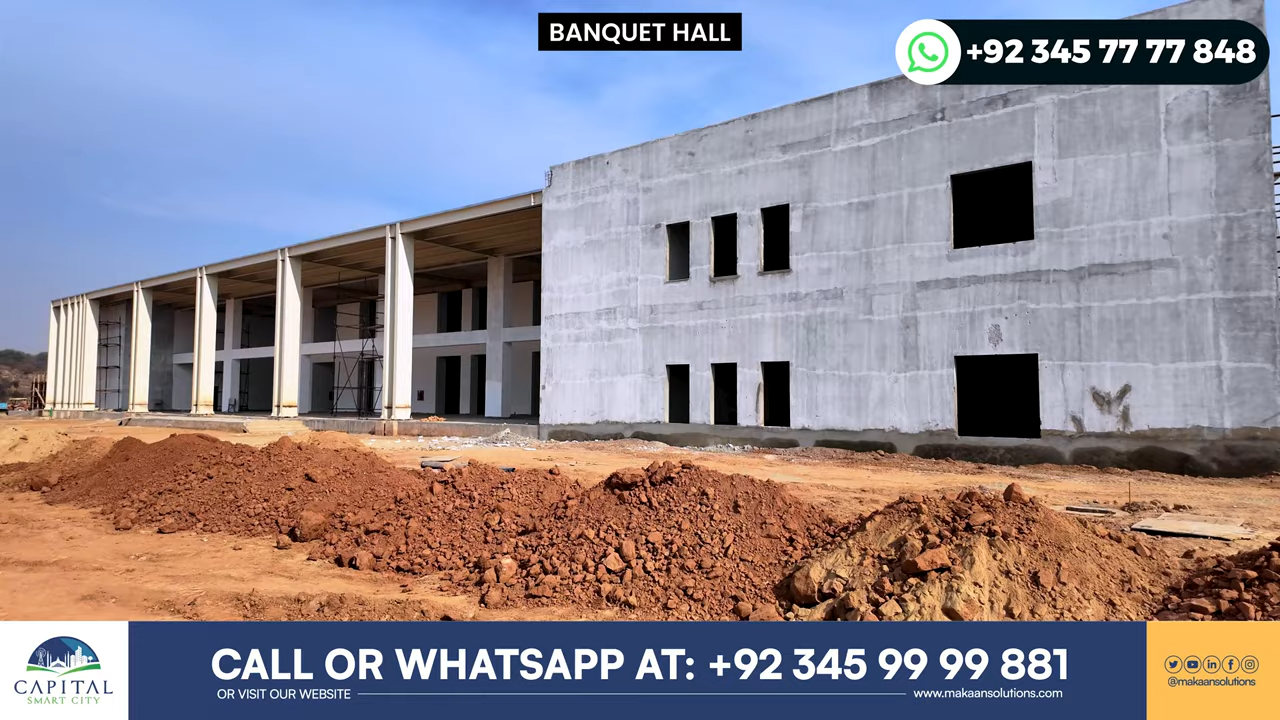 BANQUET HALL
+92 345 77 77 848
CAPITAL
SMART CITY
CALL OR WHATSAPP AT: +92 345 99 99 881
OR VISIT OUR WEBSITE
www.makaansolutions.com
@makaansolutions